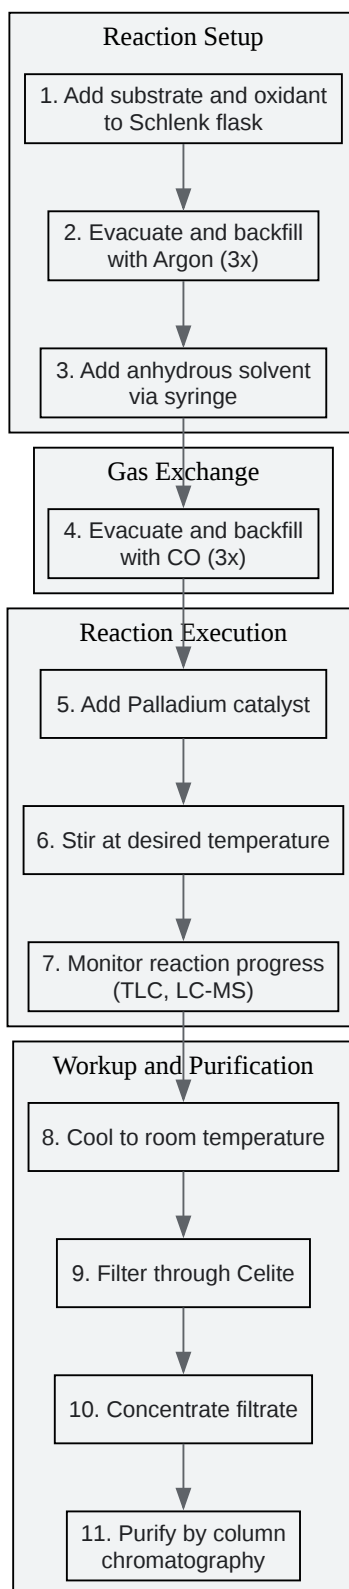 Reaction Setup
1. Add substrate and oxidant
to Schlenk flask
2. Evacuate and backfill
with Argon (3x)
3. Add anhydrous solvent
via syringe
Gas Exchange
4. Evacuate and backfill
with CO (3x)
Reaction Execution
5. Add Palladium catalyst
6. Stir at desired temperature
7. Monitor reaction progress
(TLC, LC-MS)
Workup and Purification
8. Cool to room temperature
9. Filter through Celite
10. Concentrate filtrate
11. Purify by column
chromatography